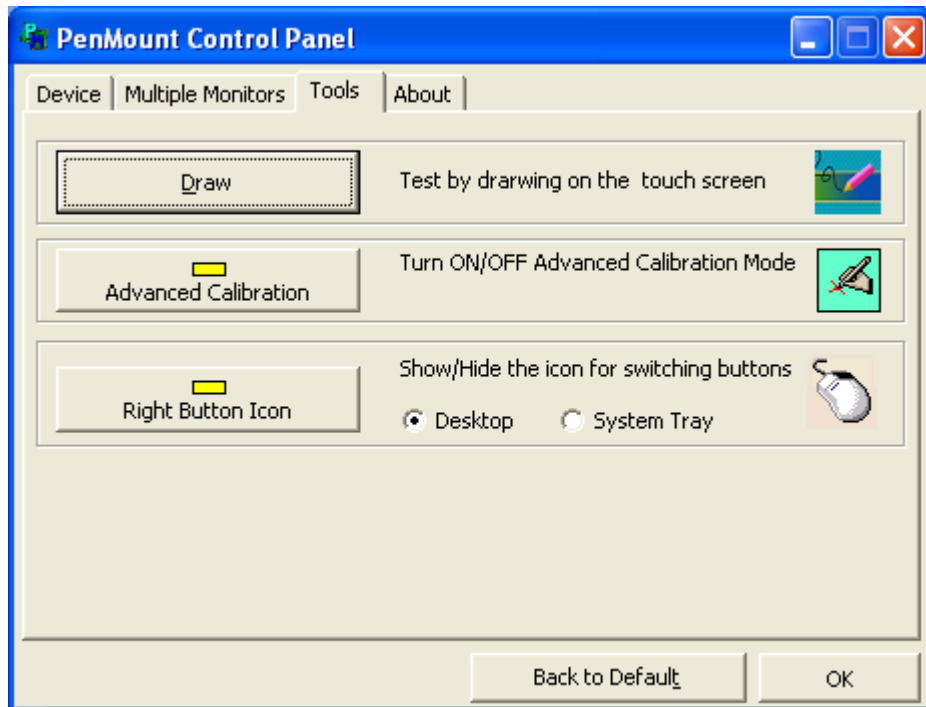 PenMount Control Panel
Device Multiple Monitors Tools About
Draw Test by drarwing on the touch screen
Turn ON/OFF Advanced Calibration Mode
Advanced Calibration
Show/Hide the icon for switching buttons
Right Button Icon
Desktop System Tray
Back to Default OK